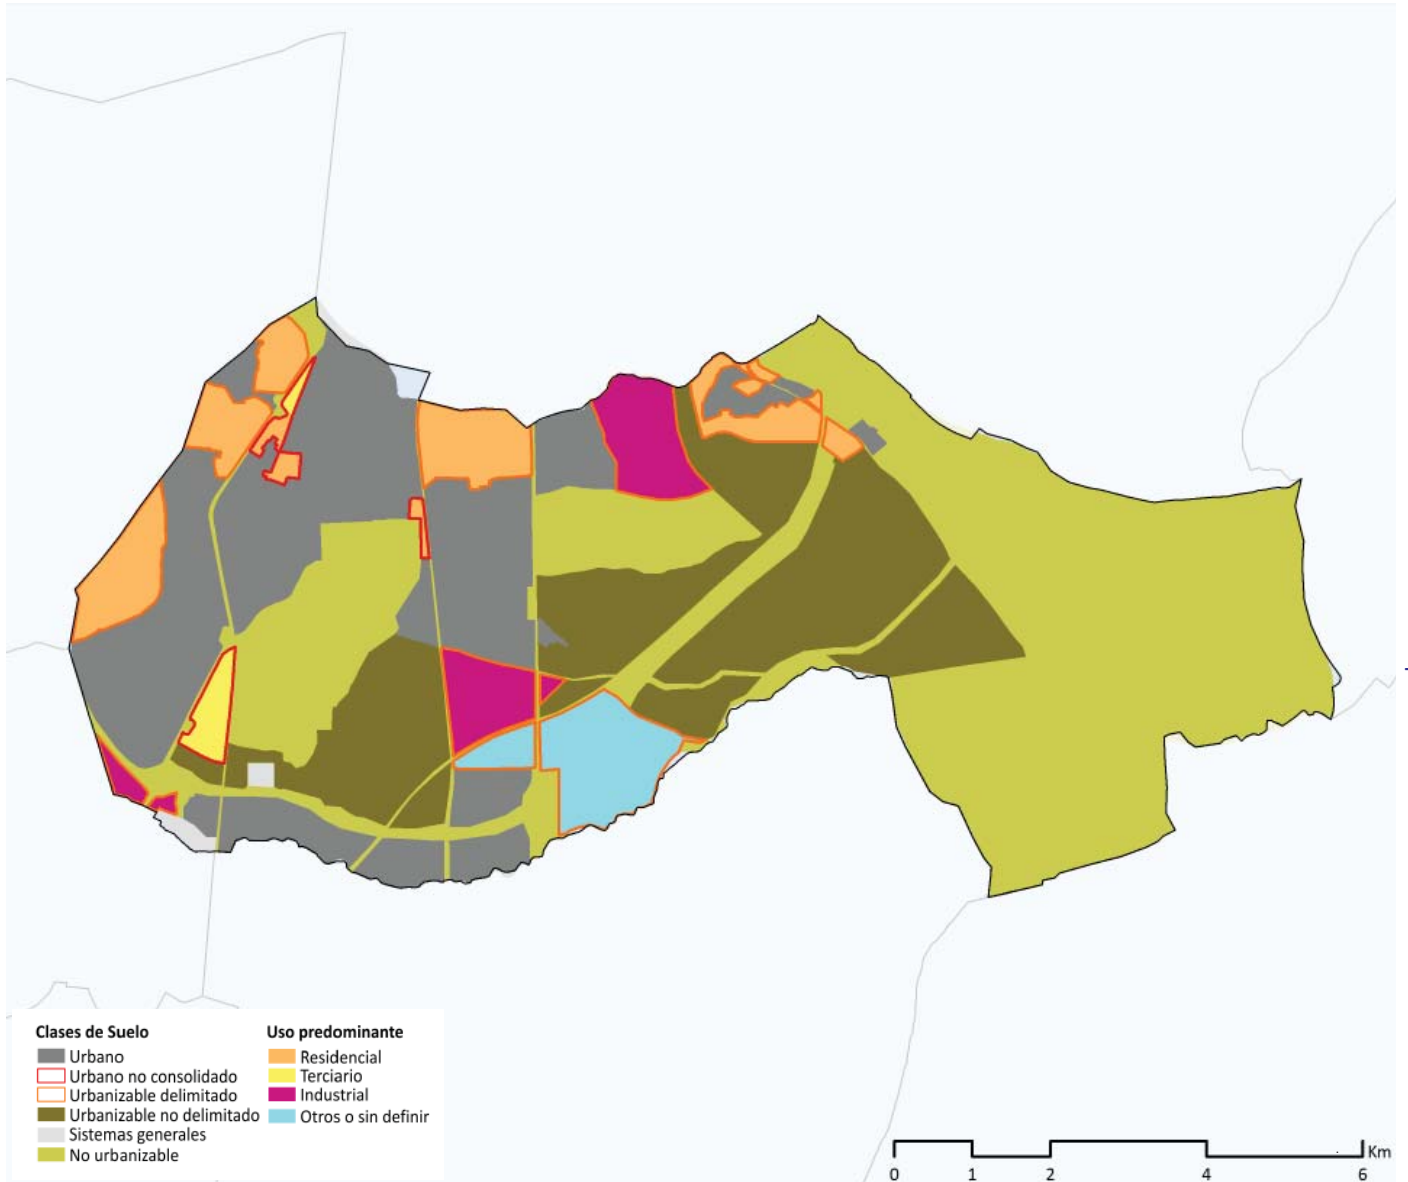 Clases de Suelo
Urbano
Urbano no consolidado
Urbanizable delimitado
Urbanizable no delimitado
Sistemas generales
No urbanizable
Uso predominante
Residencial
Terciario
Industrial
Otros o sin definir
0 1 2 4 6 Km